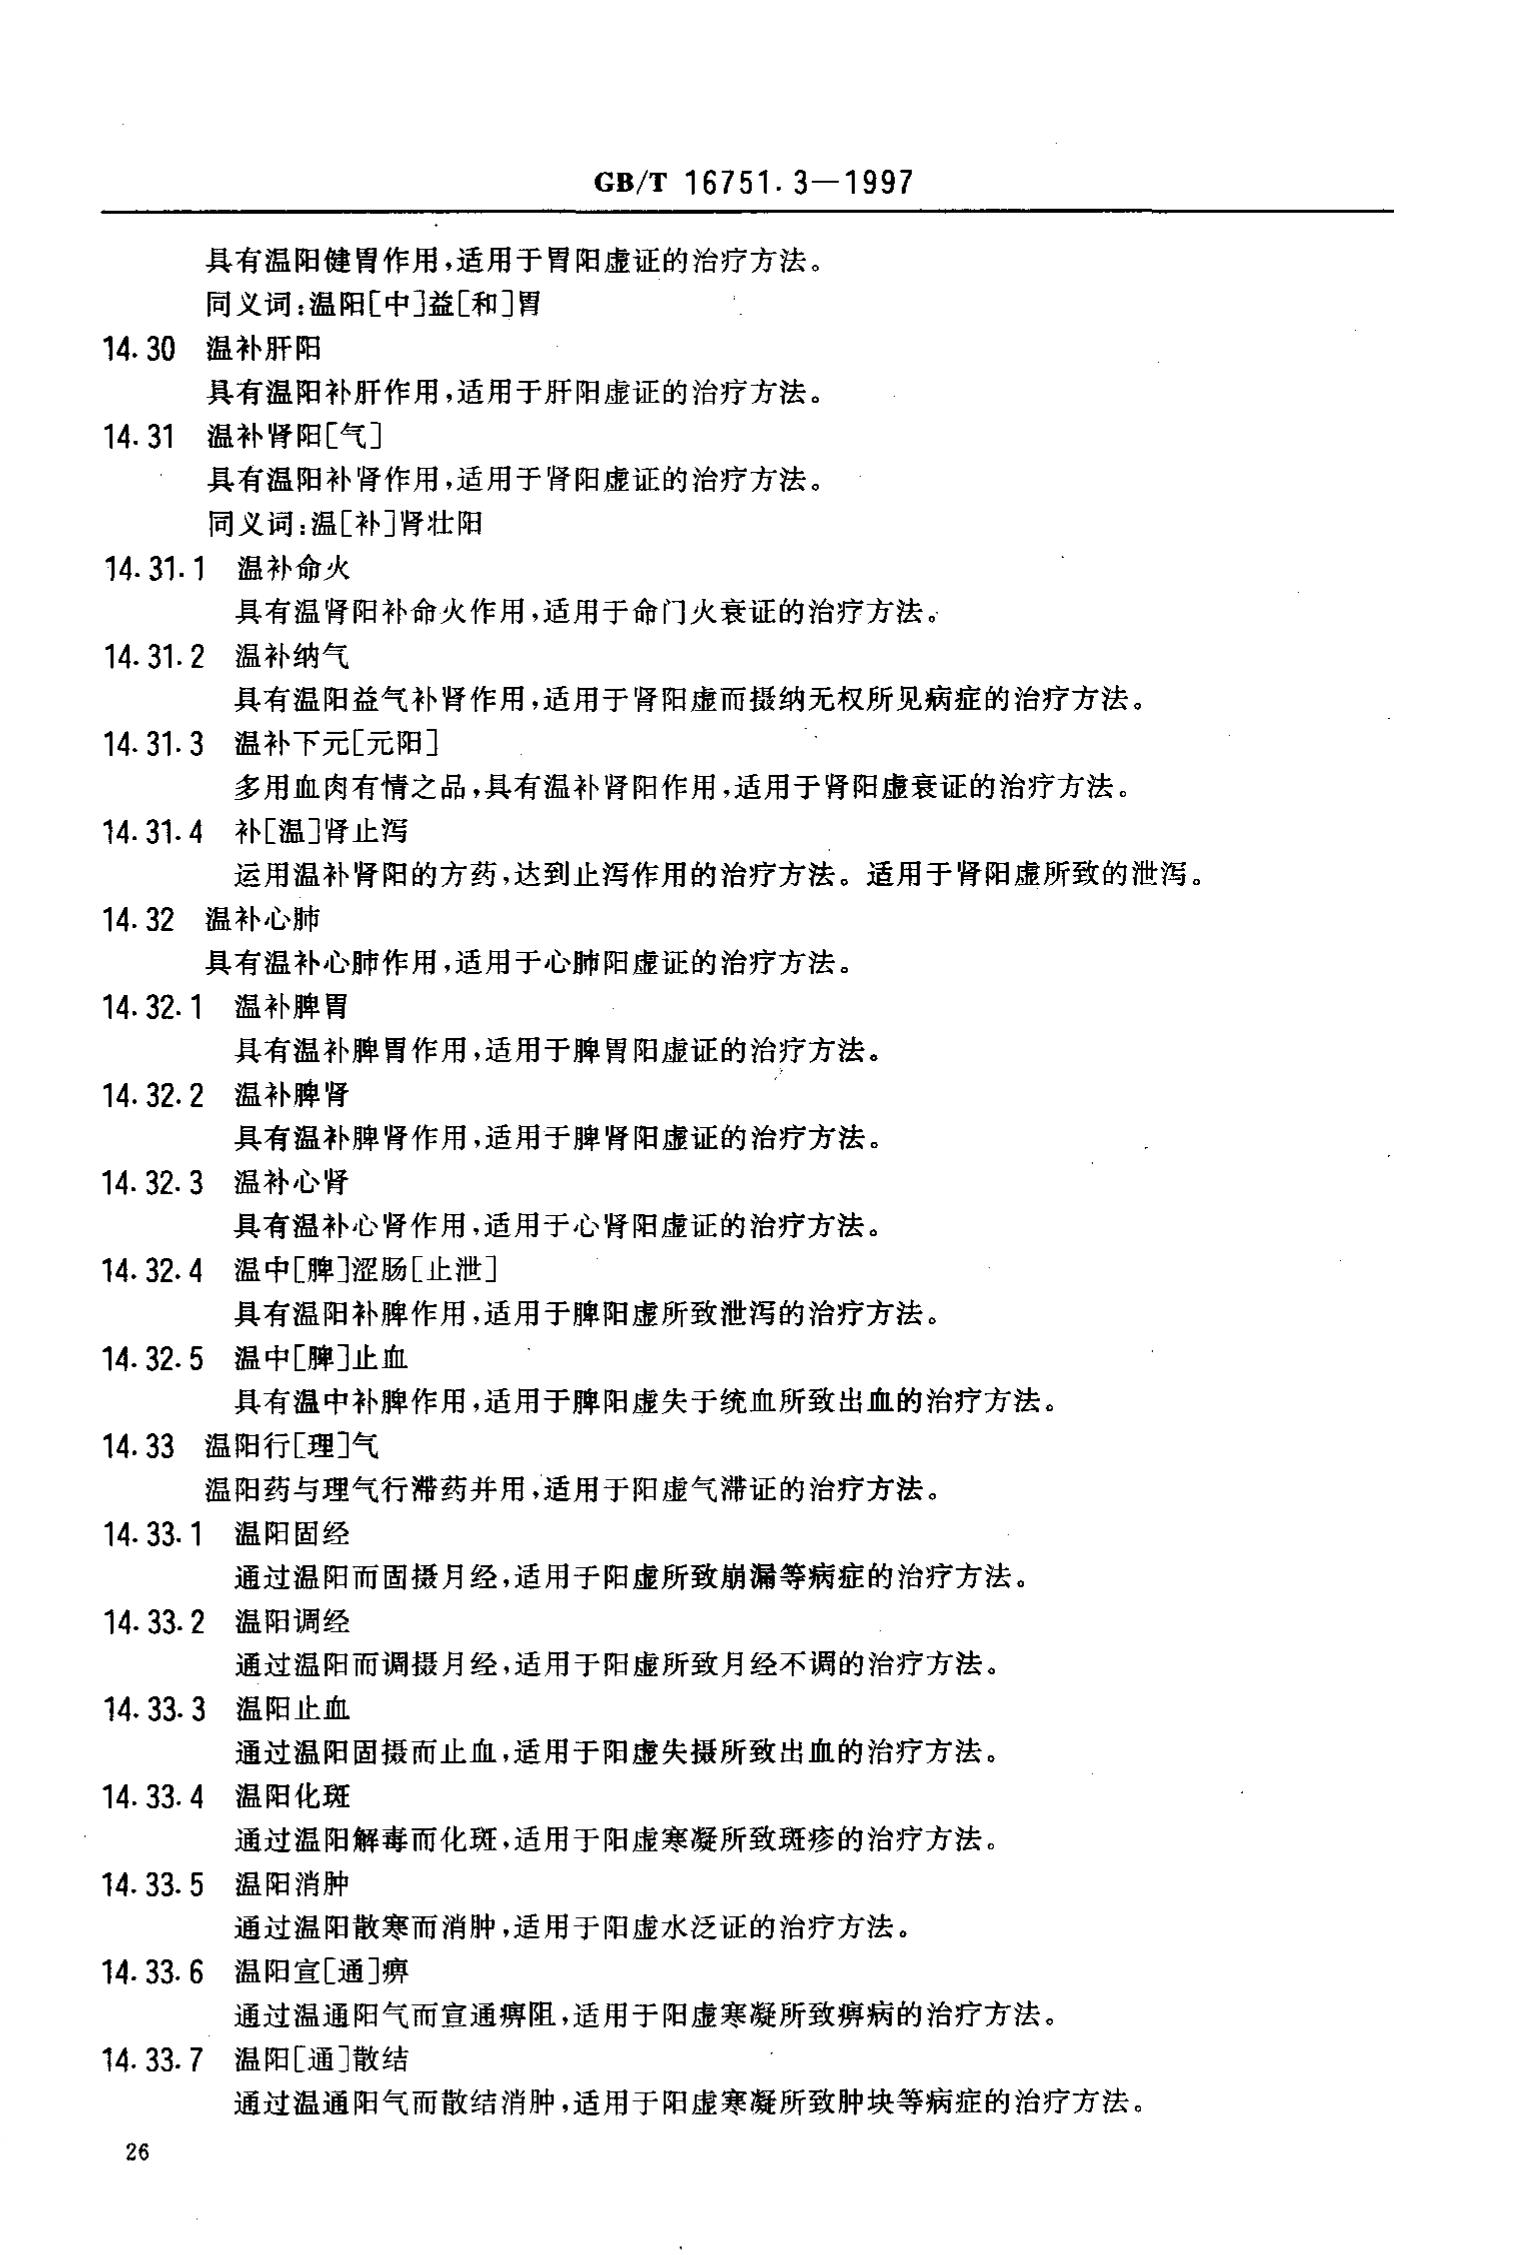 GB/T 16751.3—1997
具有温阳健胃作用,适用于胃阳虚证的治疗方法。
同义词:温阳[中]益[和]胃
14.30 温补肝阳
具有温阳补肝作用,适用于肝阳虚证的治疗方法。
14.31 温补肾阳[气]
具有温阳补肾作用,适用于肾阳虚证的治疗方法。
同义词:温[补]肾壮阳
14.31.1 温补命火
具有温肾阳补命火作用,适用于命门火衰证的治疗方法。
14.31.2 温补纳气
具有温阳益气补肾作用,适用于肾阳虚而摄纳无权所见病症的治疗方法。
14.31.3 温补下元[元阳]
多用血肉有情之品,具有温补肾阳作用,适用于肾阳虚衰证的治疗方法。
14.31.4 补[温]肾止泻
运用温补肾阳的方药,达到止泻作用的治疗方法。适用于肾阳虚所致的泄泻。
14.32 温补心肺
具有温补心肺作用,适用于心肺阳虚证的治疗方法。
14.32.1 温补脾胃
具有温补脾胃作用,适用于脾胃阳虚证的治疗方法。
14.32.2 温补脾肾
具有温补脾肾作用,适用于脾肾阳虚证的治疗方法。
14.32.3 温补心肾
具有温补心肾作用,适用于心肾阳虚证的治疗方法。
14.32.4 温中[脾]涩肠[止泄]
具有温阳补脾作用,适用于脾阳虚所致泄泻的治疗方法。
14.32.5 温中[脾]止血
具有温中补脾作用,适用于脾阳虚失于统血所致出血的治疗方法。
14.33 温阳行[理]气
温阳药与理气行滞药并用,适用于阳虚气滞证的治疗方法。
14.33.1 温阳固经
通过温阳而固摄月经,适用于阳虚所致崩漏等病症的治疗方法。
14.33.2 温阳调经
通过温阳而调摄月经,适用于阳虚所致月经不调的治疗方法。
14.33.3 温阳止血
通过温阳固摄而止血,适用于阳虚失摄所致出血的治疗方法。
14.33.4 温阳化斑
通过温阳解毒而化斑,适用于阳虚寒凝所致斑疹的治疗方法。
14.33.5 温阳消肿
通过温阳散寒而消肿,适用于阳虚水泛证的治疗方法。
14.33.6 温阳宣[通]痹
通过温通阳气而宣通痹阻,适用于阳虚寒凝所致痹病的治疗方法。
14.33.7 温阳[通]散结
通过温通阳气而散结消肿,适用于阳虚寒凝所致肿块等病症的治疗方法。
26